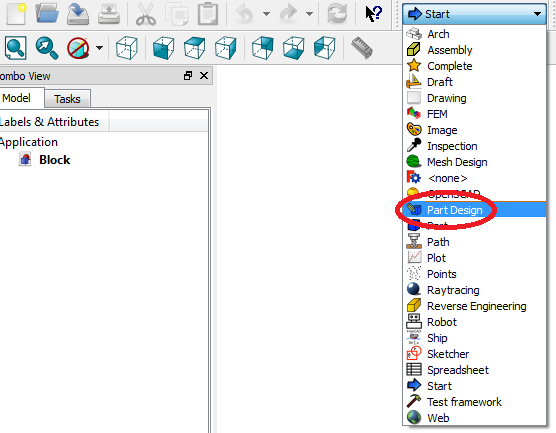 Start
ombo View
Model
Tasks
Labels & Attributes
Application
Block
Arch
Assembly
Complete
Draft
Drawing
FEM
Image
Inspection
Mesh Design
<none>
OpenSCAD
Part Design
Part
Path
Plot
Points
Raytracing
Reverse Engineering
Robot
Ship
Sketcher
Spreadsheet
Start
Test framework
Web